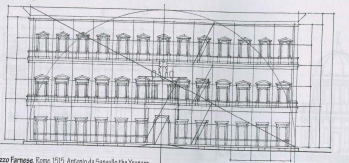 zzo Farnese, Rome, 1515, Antonio da Sangallo the Younger